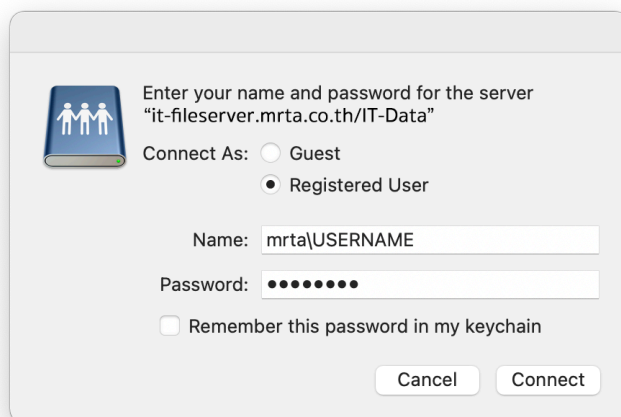 Enter your name and password for the server
“it-fileserver.mrta.co.th/IT-Data”
Connect As: Guest
Registered User
Name: mrta\USERNAME
Password: ●●●●●●●●
Remember this password in my keychain
Cancel Connect